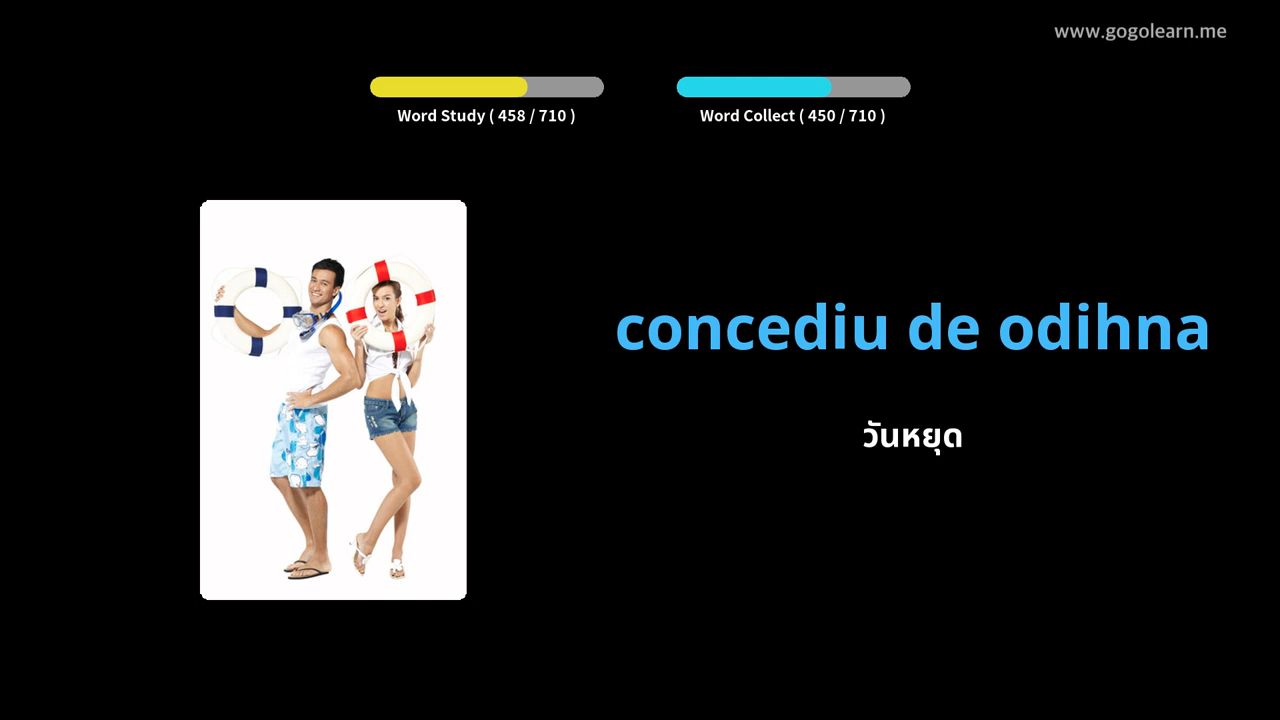 www.gogolearn.me
Word Study ( 458 / 710 )
Word Collect ( 450 / 710 )
concediu de odihna
วันหยุด